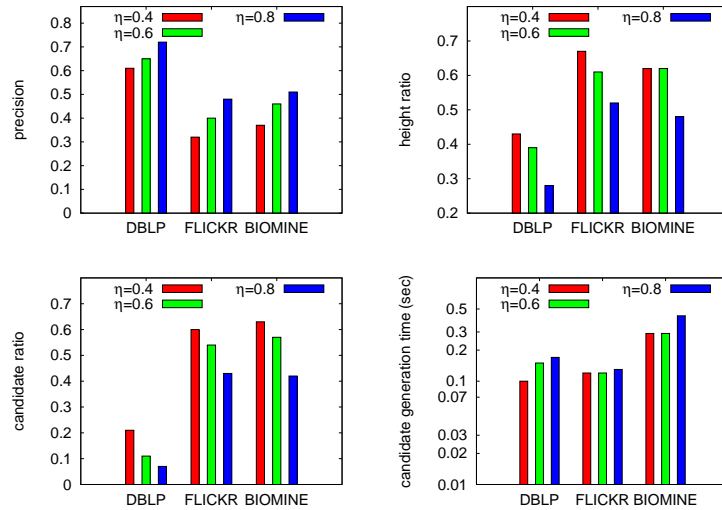 precision
0.8
0.7
0.6
0.5
0.4
0.3
0.2
0.1
0
η=0.4
η=0.6
η=0.8
DBLP FLICKR BIOMINE
height ratio
0.7
0.6
0.5
0.4
0.3
0.2
η=0.4
η=0.6
η=0.8
DBLP FLICKR BIOMINE
candidate ratio
0.7
0.6
0.5
0.4
0.3
0.2
0.1
0
η=0.4
η=0.6
η=0.8
DBLP FLICKR BIOMINE
candidate generation time (sec)
0.5
0.3
0.2
0.1
0.07
0.03
0.02
0.01
η=0.4
η=0.6
η=0.8
DBLP FLICKR BIOMINE